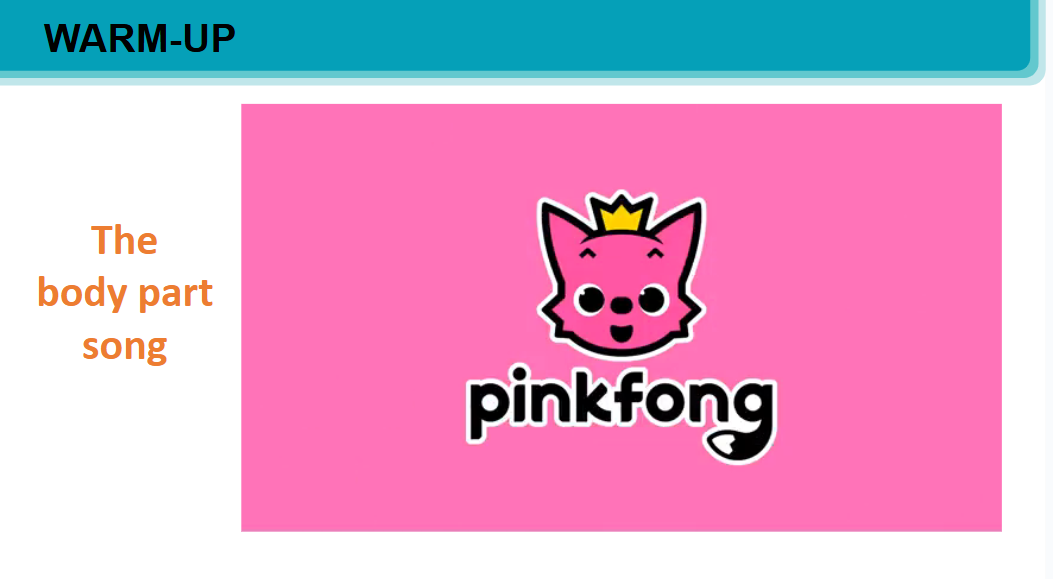 WARM-UP
The
body part
song
pinkfong